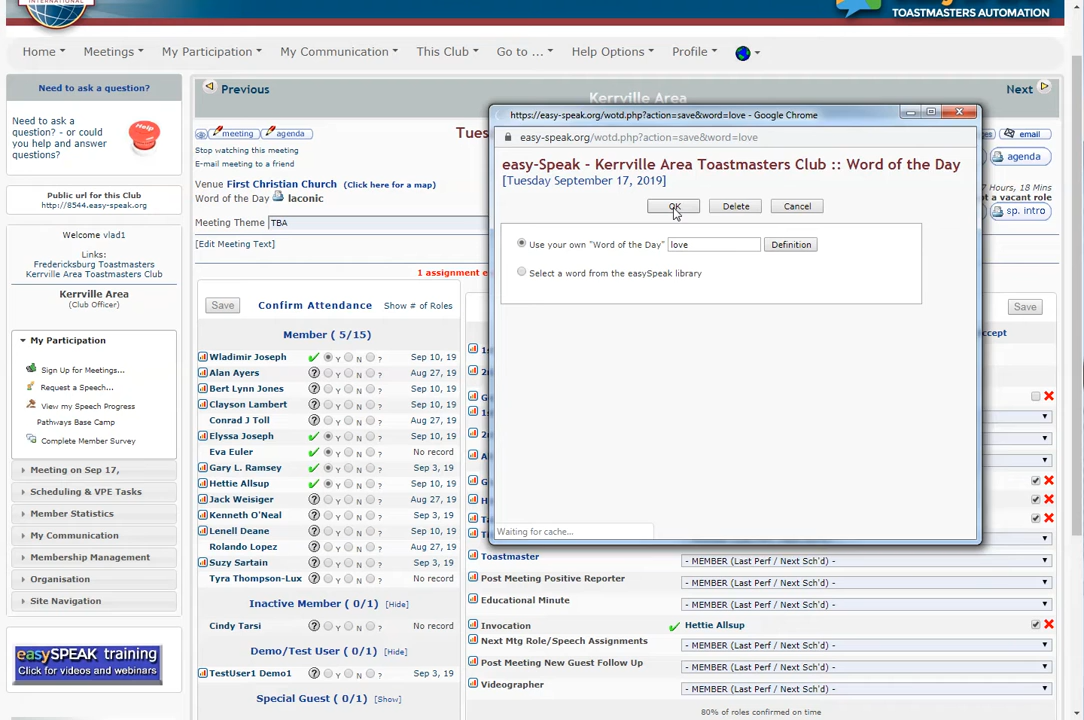 INTERNATIONAL
TOASTMASTERS AUTOMATION
Home
Meetings
My Participation
My Communication
This Club
Go to ...
Help Options
Profile
Need to ask a question?
Need to ask a
question? - or could
you help and answer
questions?
Help
Public url for this Club
http://8544.easy-speak.org
Welcome vlad1
Links:
Fredericksburg Toastmasters
Kerrville Area Toastmasters Club
Kerrville Area
(Club Officer)
My Participation
Sign Up for Meetings...
Request a Speech...
View my Speech Progress
Pathways Base Camp
Complete Member Survey
Meeting on Sep 17,
Scheduling & VPE Tasks
Member Statistics
My Communication
Membership Management
Organisation
Site Navigation
easySPEAK training
Click for videos and webinars
Previous
Kerrville Area
Next
meeting
agenda
Tues
Stop watching this meeting
E-mail meeting to a friend
Venue First Christian Church (Click here for a map)
Word of the Day laconic
Meeting Theme TBA
[Edit Meeting Text]
1 assignment e
email
agenda
7 Hours, 18 Mins
t a vacant role
sp. intro
Save
Confirm Attendance
Show # of Roles
Save
Member ( 5/15)
Wladimir Joseph Y N ? Sep 10, 19
Alan Ayers ? Y N ? Aug 27, 19
Bert Lynn Jones ? Y N ? Sep 10, 19
Clayson Lambert ? Y N ? Sep 10, 19
Conrad J Toll ? Y N ? Aug 27, 19
Elyssa Joseph Y N ? Sep 10, 19
Eva Euler Y N ? No record
Gary L. Ramsey Y N ? Sep 3, 19
Hettie Allsup Y N ? Sep 10, 19
Jack Weisiger ? Y N ? Aug 27, 19
Kenneth O'Neal ? Y N ? Sep 3, 19
Lenell Deane ? Y N ? Sep 10, 19
Rolando Lopez ? Y N ? Aug 27, 19
Suzy Sartain ? Y N ? Sep 3, 19
Tyra Thompson-Lux ? Y N ? No record
Inactive Member ( 0/1) [Hide]
Cindy Tarsi ? Y N ? No record
Demo/Test User ( 0/1) [Hide]
TestUser1 Demo1 ? Y N ? Sep 3, 19
Special Guest ( 0/1) [Show]
https://easy-speak.org/wotd.php?action=save&word=love - Google Chrome
easy-speak.org/wotd.php?action=save&word=love
easy-Speak - Kerrville Area Toastmasters Club :: Word of the Day
[Tuesday September 17, 2019]
OK
Delete
Cancel
Use your own "Word of the Day" love Definition
Select a word from the easySpeak library
Waiting for cache...
ccept
1s
2n
G
1s
2n
A
G
H
Ta
Ti
Toastmaster - MEMBER (Last Perf / Next Sch'd) -
Post Meeting Positive Reporter - MEMBER (Last Perf / Next Sch'd) -
Educational Minute - MEMBER (Last Perf / Next Sch'd) -
Invocation Hettie Allsup
Next Mtg Role/Speech Assignments - MEMBER (Last Perf / Next Sch'd) -
Post Meeting New Guest Follow Up - MEMBER (Last Perf / Next Sch'd) -
Videographer - MEMBER (Last Perf / Next Sch'd) -
80% of roles confirmed on time